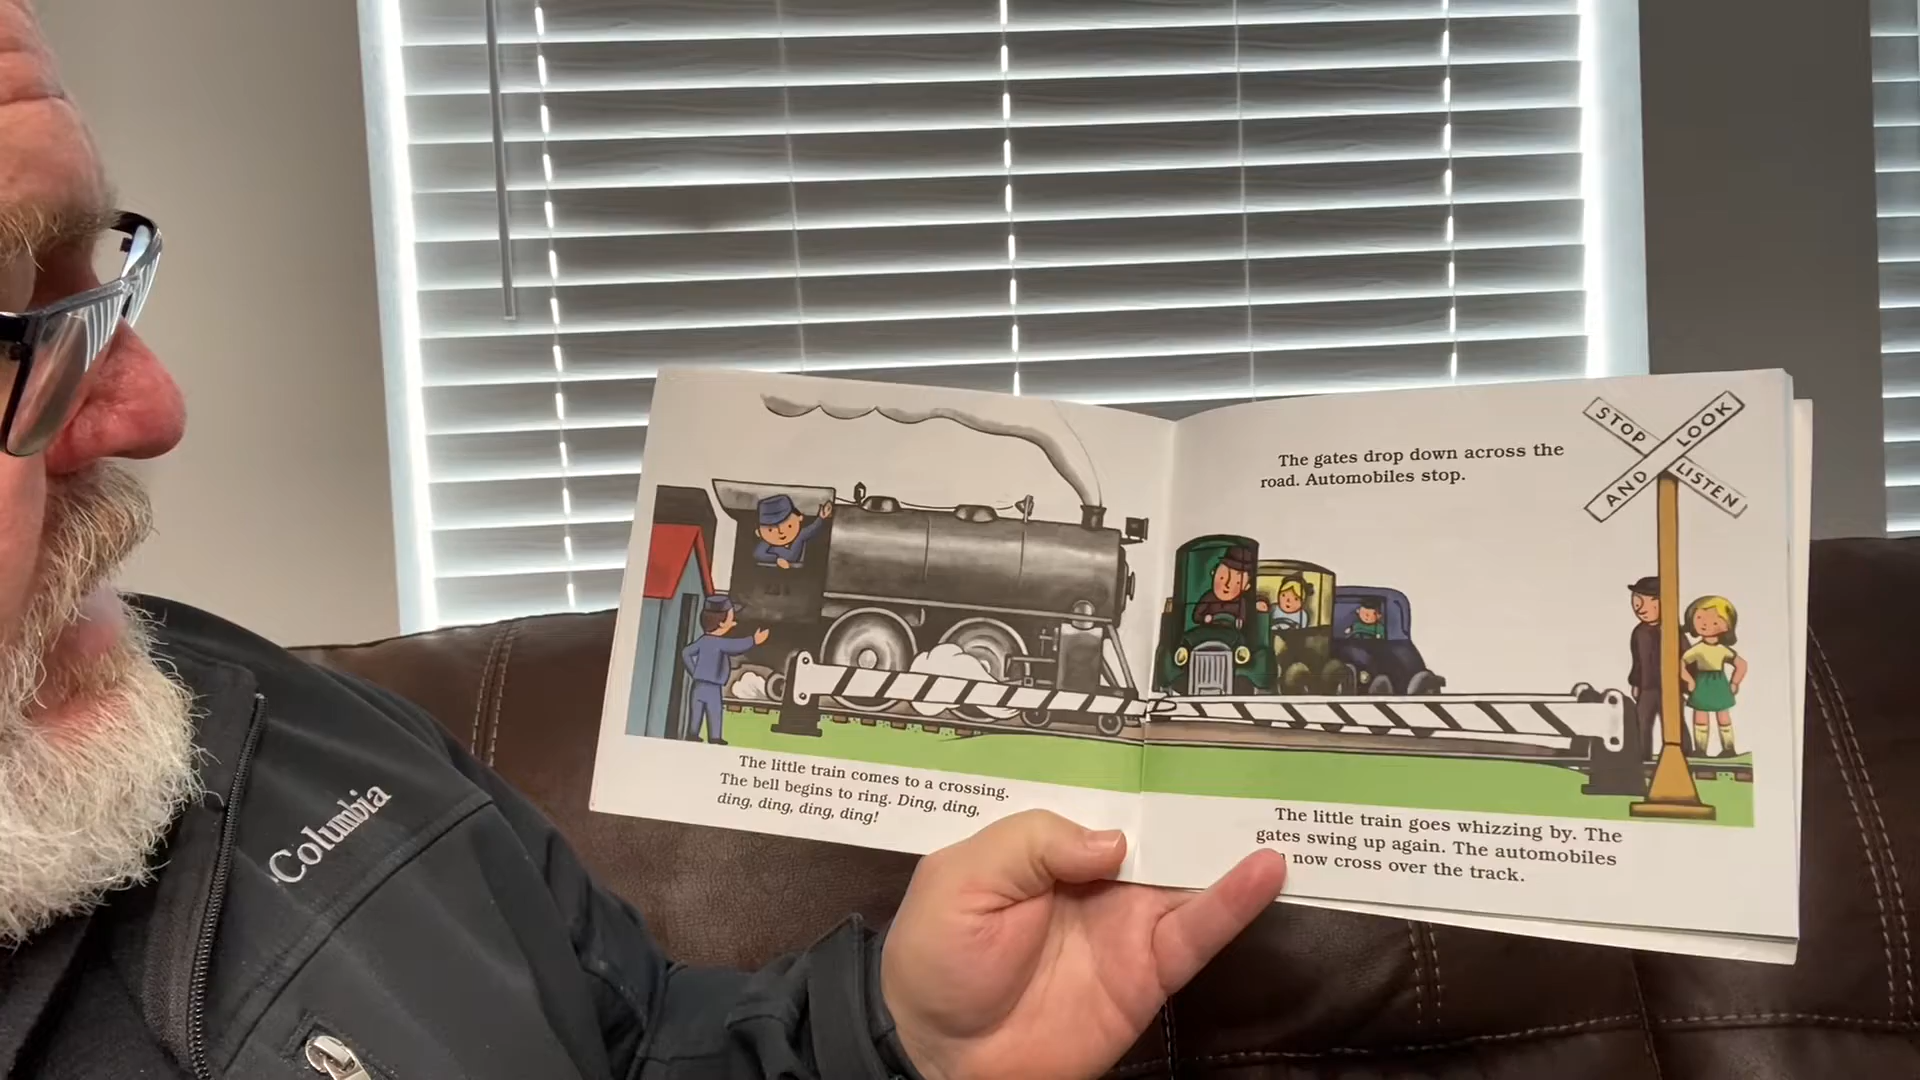 Columbia
The little train comes to a crossing.
The bell begins to ring. Ding, ding,
ding, ding, ding, ding!
The gates drop down across the
road. Automobiles stop.
STOP LOOK
AND LISTEN
The little train goes whizzing by. The
gates swing up again. The automobiles
now cross over the track.